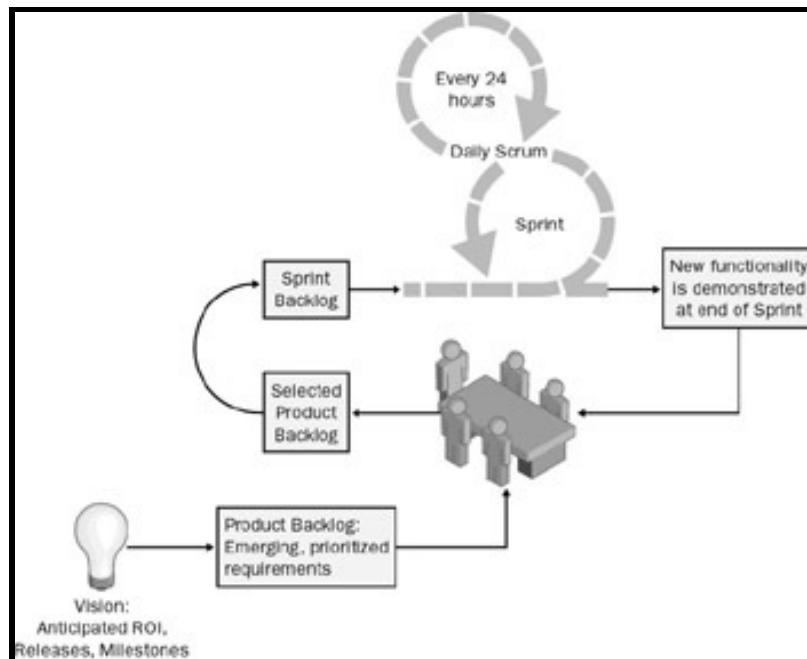 Every 24
hours
Daily Scrum
Sprint
Sprint
Backlog
New functionality
is demonstrated
at end of Sprint
Selected
Product
Backlog
Product Backlog:
Emerging, prioritized
requirements
Vision:
Anticipated ROI,
Releases, Milestones